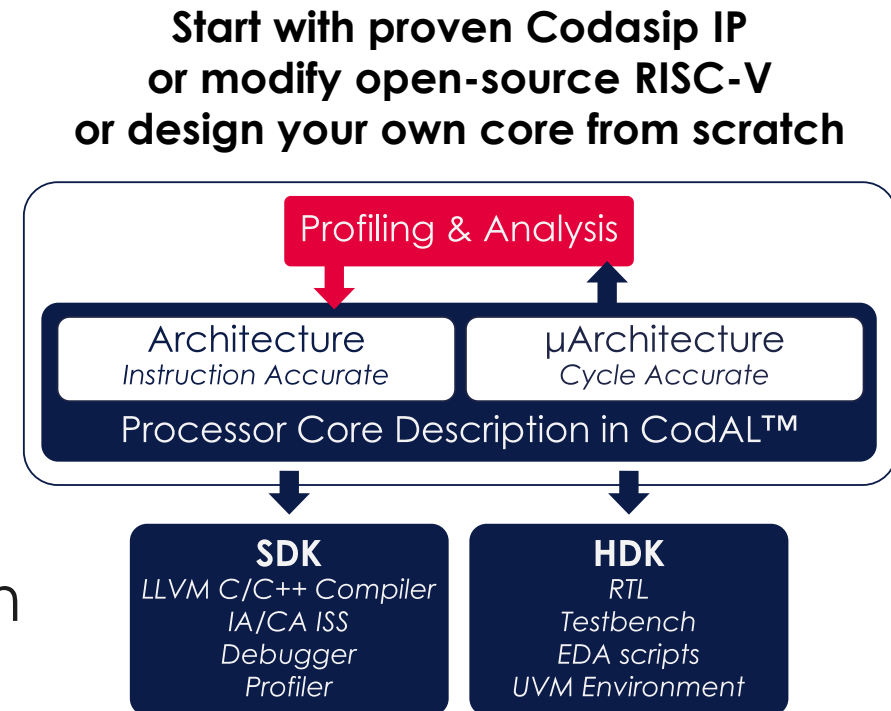 Start with proven Codasip IP
or modify open-source RISC-V
or design your own core from scratch
Profiling & Analysis
Architecture
Instruction Accurate
µArchitecture
Cycle Accurate
Processor Core Description in CodAL™
SDK
LLVM C/C++ Compiler
IA/CA ISS
Debugger
Profiler
HDK
RTL
Testbench
EDA scripts
UVM Environment